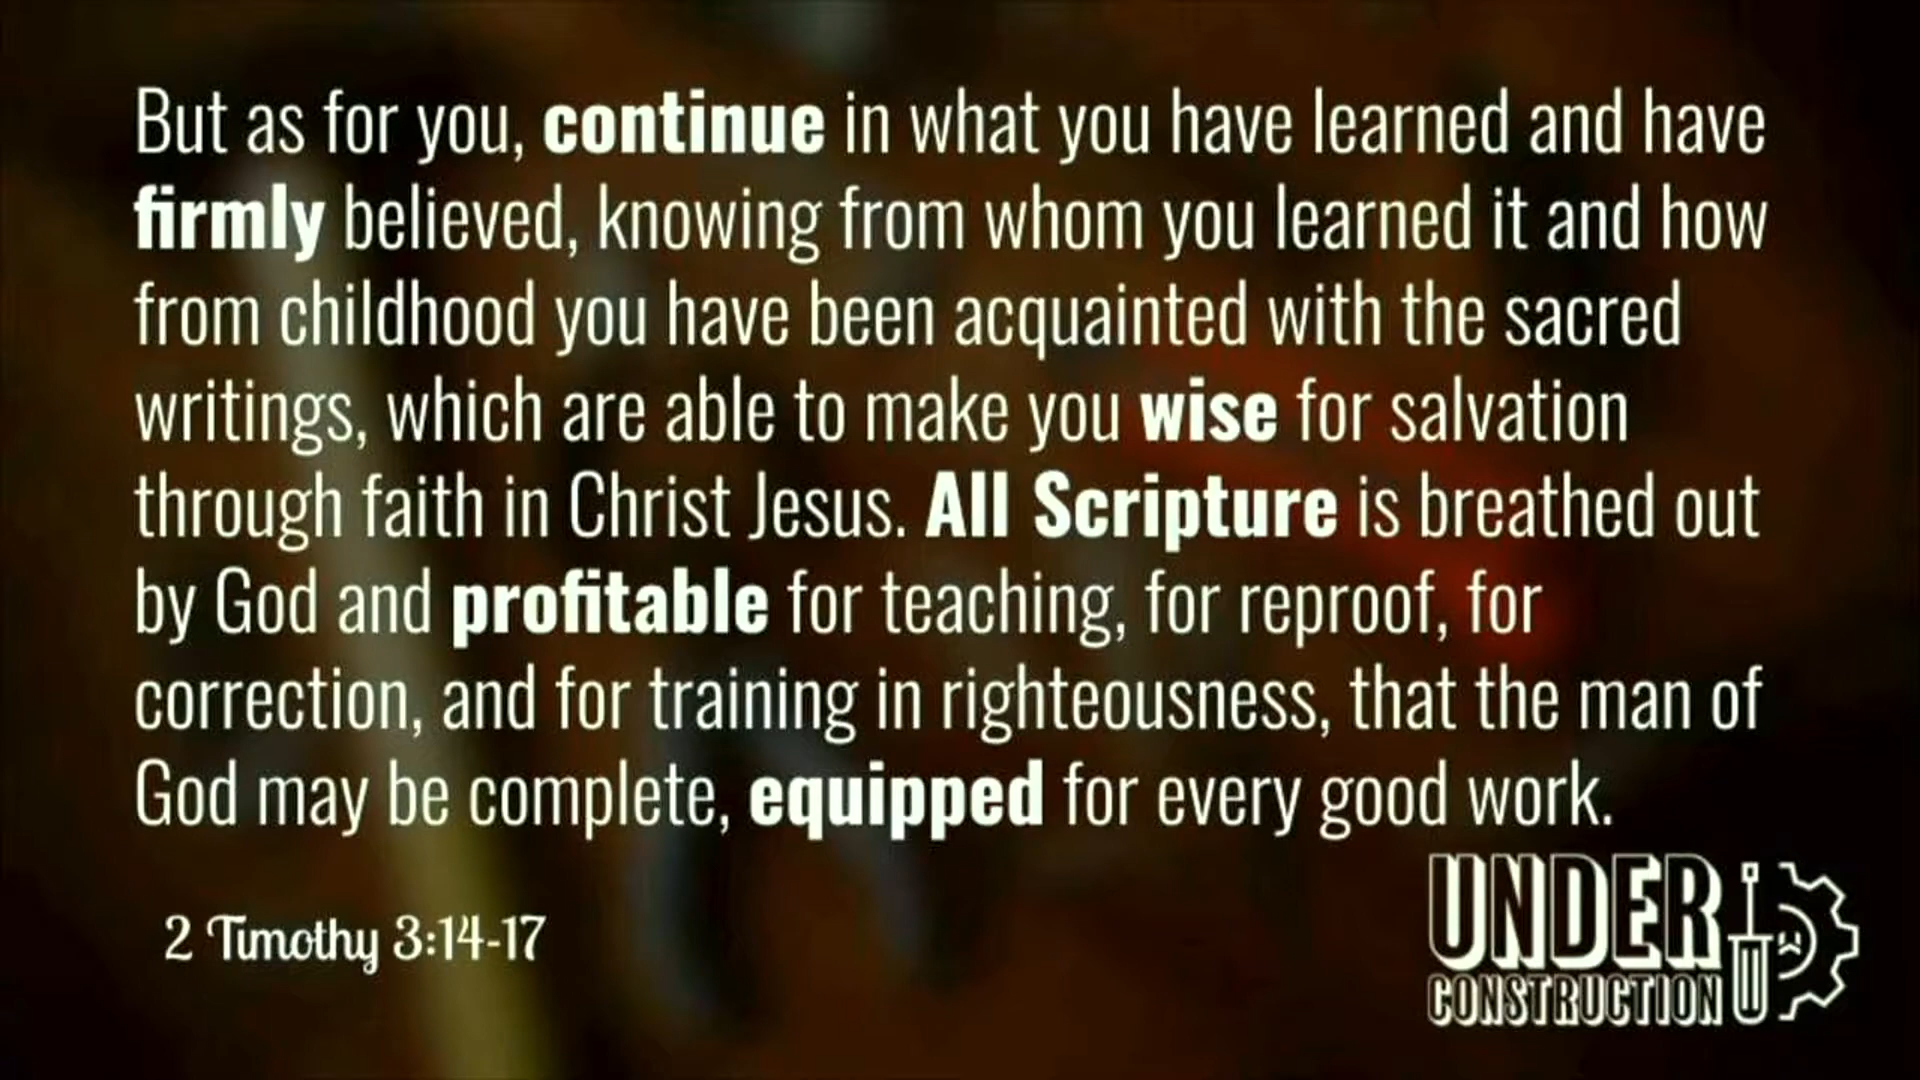 But as for you, continue in what you have learned and have
firmly believed, knowing from whom you learned it and how
from childhood you have been acquainted with the sacred
writings, which are able to make you wise for salvation
through faith in Christ Jesus. All Scripture is breathed out
by God and profitable for teaching, for reproof, for
correction, and for training in righteousness, that the man of
God may be complete, equipped for every good work.
2 Timothy 3:14-17
UNDER
CONSTRUCTION